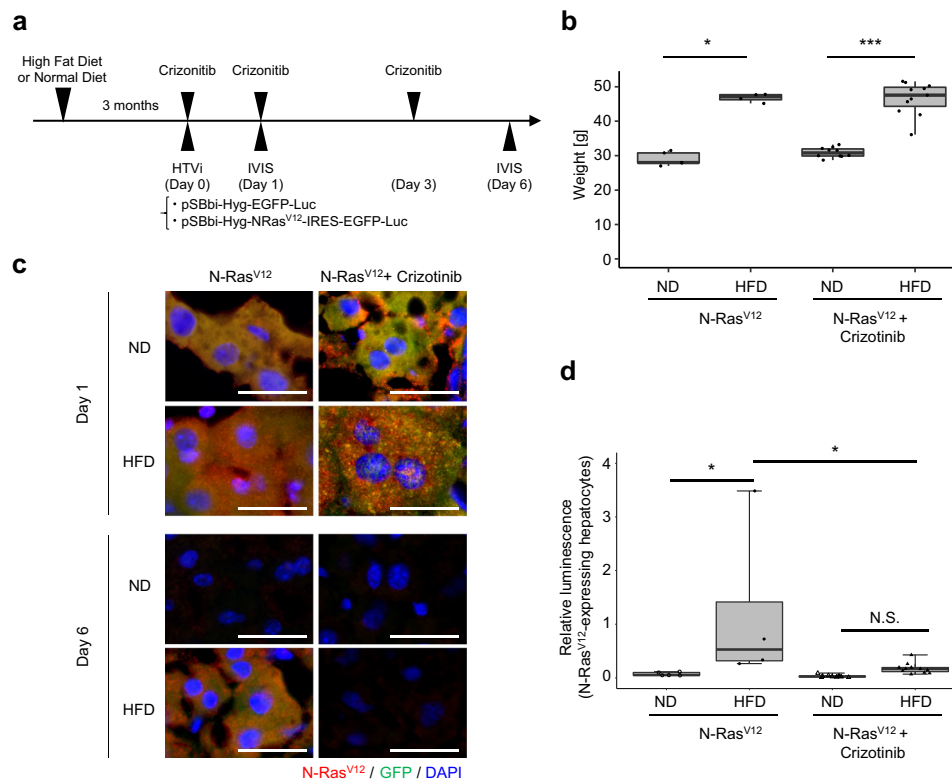 a
High Fat Diet
or Normal Diet
Crizonitib
Crizonitib
Crizonitib
3 months
HTVi
(Day 0)
IVIS
(Day 1)
(Day 3)
IVIS
(Day 6)
• pSBbi-Hyg-EGFP-Luc
• pSBbi-Hyg-NRasV12-IRES-EGFP-Luc
b
*
***
Weight [g]
60
50
40
30
20
10
0
ND
HFD
ND
HFD
N-RasV12
N-RasV12 +
Crizotinib
c
N-RasV12
N-RasV12+ Crizotinib
Day 1
ND
HFD
Day 6
ND
HFD
N-RasV12 / GFP / DAPI
d
*
*
N.S.
Relative luminescence
(N-RasV12-expressing hepatocytes)
4
3
2
1
0
ND
HFD
ND
HFD
N-RasV12
N-RasV12 +
Crizotinib